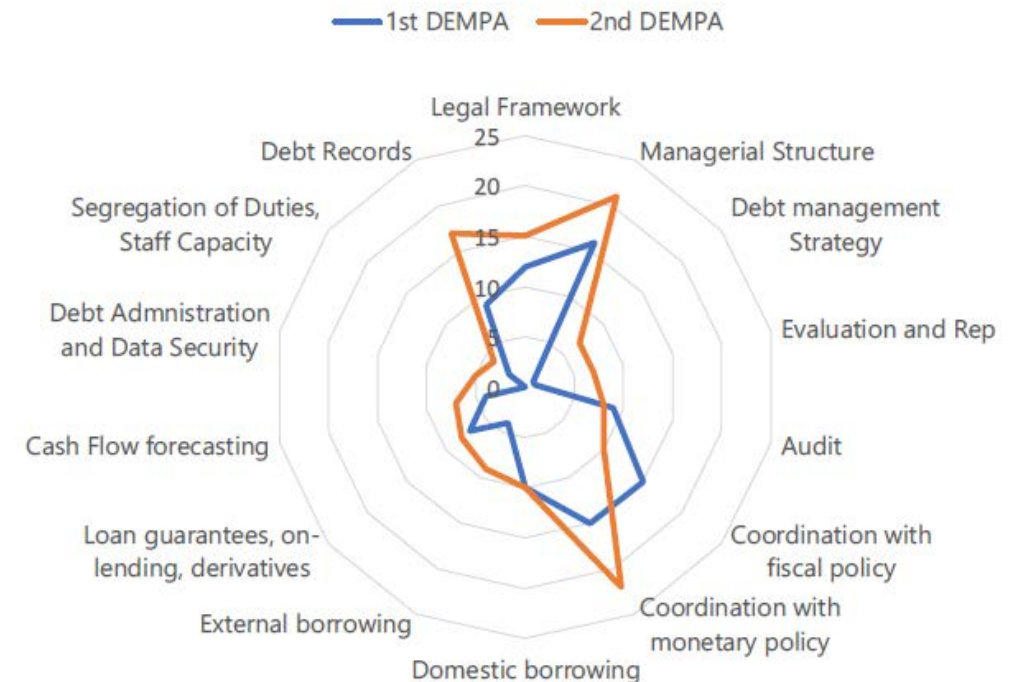 1st DEMPA 2nd DEMPA
Legal Framework
25
20
15
10
5
0
Managerial Structure
Debt management
Strategy
Evaluation and Rep
Audit
Coordination with
fiscal policy
Coordination with
monetary policy
Domestic borrowing
External borrowing
Loan guarantees, on-
lending, derivatives
Cash Flow forecasting
Debt Admnistration
and Data Security
Segregation of Duties,
Staff Capacity
Debt Records